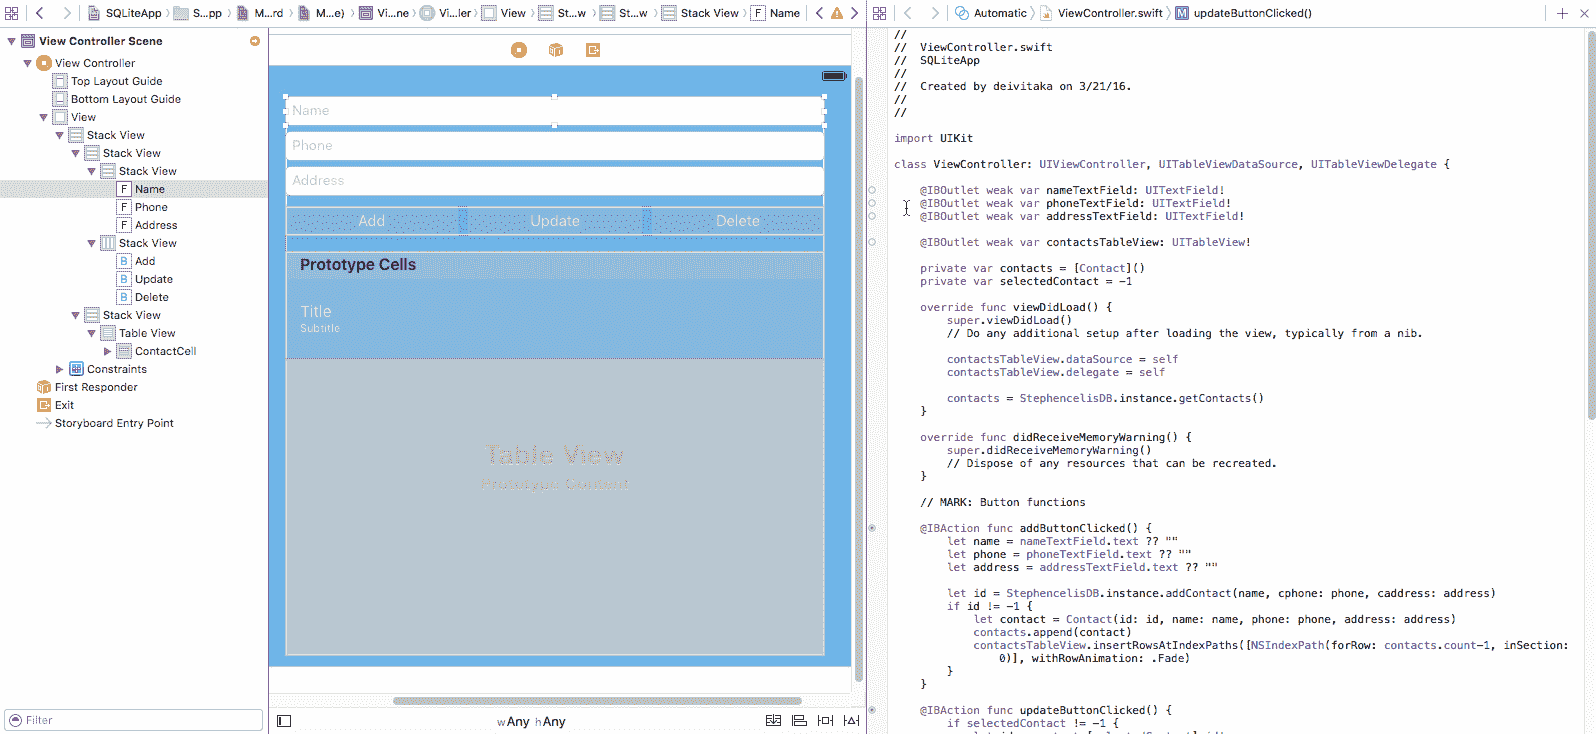 SQLiteApp S...pp M...rd M...e) Vi...ne Vi...ler View St...w St...w Stack View F Name
Automatic ViewController.swift M updateButtonClicked()
View Controller Scene
View Controller
Top Layout Guide
Bottom Layout Guide
View
Stack View
Stack View
Stack View
F Name
F Phone
F Address
Stack View
B Add
B Update
B Delete
Stack View
Table View
ContactCell
Constraints
First Responder
Exit
Storyboard Entry Point
Filter
Name
Phone
Address
Add Update Delete
Prototype Cells
Title
Subtitle
Table View
Prototype Content
wAny hAny
//
// ViewController.swift
// SQLiteApp
//
// Created by deivitaka on 3/21/16.
//
//
import UIKit
class ViewController: UIViewController, UITableViewDataSource, UITableViewDelegate {
@IBOutlet weak var nameTextField: UITextField!
@IBOutlet weak var phoneTextField: UITextField!
@IBOutlet weak var addressTextField: UITextField!
@IBOutlet weak var contactsTableView: UITableView!
private var contacts = [Contact]()
private var selectedContact = -1
override func viewDidLoad() {
super.viewDidLoad()
// Do any additional setup after loading the view, typically from a nib.
contactsTableView.dataSource = self
contactsTableView.delegate = self
contacts = StephencelisDB.instance.getContacts()
}
override func didReceiveMemoryWarning() {
super.didReceiveMemoryWarning()
// Dispose of any resources that can be recreated.
}
// MARK: Button functions
@IBAction func addButtonClicked() {
let name = nameTextField.text ?? ""
let phone = phoneTextField.text ?? ""
let address = addressTextField.text ?? ""
let id = StephencelisDB.instance.addContact(name, cphone: phone, caddress: address)
if id != -1 {
let contact = Contact(id: id, name: name, phone: phone, address: address)
contacts.append(contact)
contactsTableView.insertRowsAtIndexPaths([NSIndexPath(forRow: contacts.count-1, inSection:
0)], withRowAnimation: .Fade)
}
}
@IBAction func updateButtonClicked() {
if selectedContact != -1 {